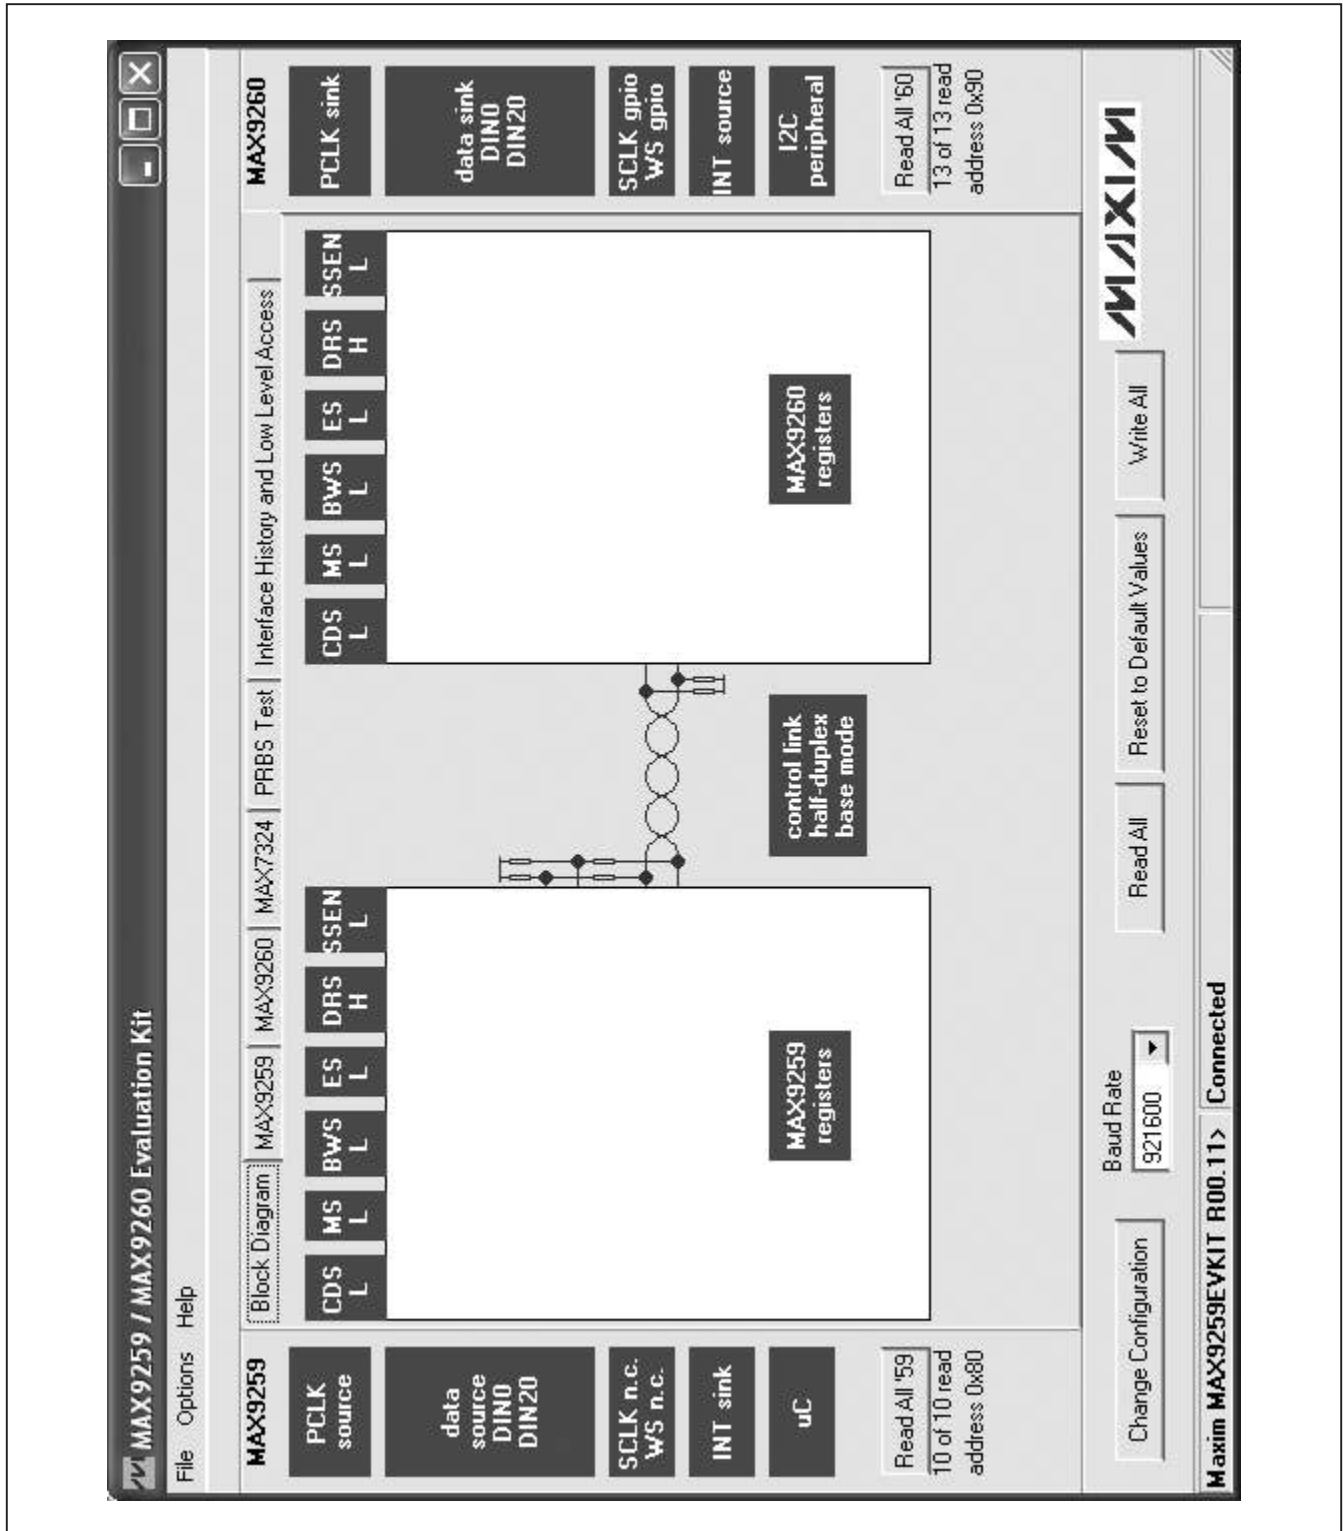 MAX9259 / MAX9260 Evaluation Kit
File Options Help
MAX9259
Block Diagram MAX9259 MAX9260 MAX7324 PRBS Test Interface History and Low Level Access
MAX9260
PCLK
source
data
source
DIN0
DIN20
SCLK n.c.
WS n.c.
INT sink
uC
Read All '59
10 of 10 read
address 0x80
CDS
L
MS
L
BWS
L
ES
L
DRS
H
SSEN
L
MAX9259
registers
control link
half-duplex
base mode
CDS
L
MS
L
BWS
L
ES
L
DRS
H
SSEN
L
MAX9260
registers
PCLK sink
data sink
DIN0
DIN20
SCLK gpio
WS gpio
INT source
I2C
peripheral
Read All '60
13 of 13 read
address 0x90
Change Configuration
Baud Rate
921600
Read All
Reset to Default Values
Write All
MAXIM
Maxim MAX9259EVKIT R00.11> Connected